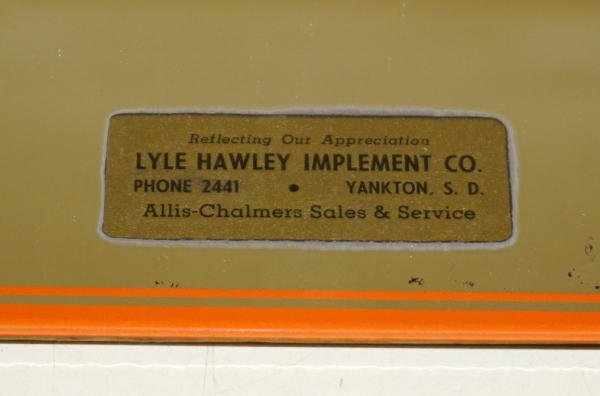 Reflecting Our Appreciation
LYLE HAWLEY IMPLEMENT CO.
PHONE 2441 • YANKTON, S. D.
Allis-Chalmers Sales & Service